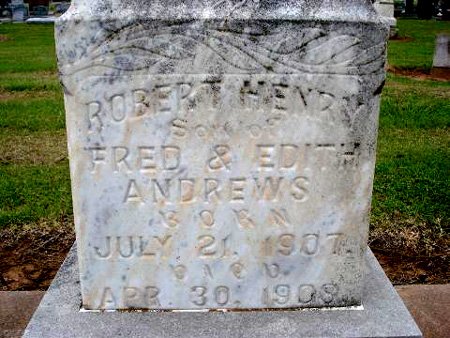 ROBERT HENRY
Son of
FRED & EDITH
ANDREWS
BORN
JULY 21, 1907.
DIED
APR. 30, 1908.